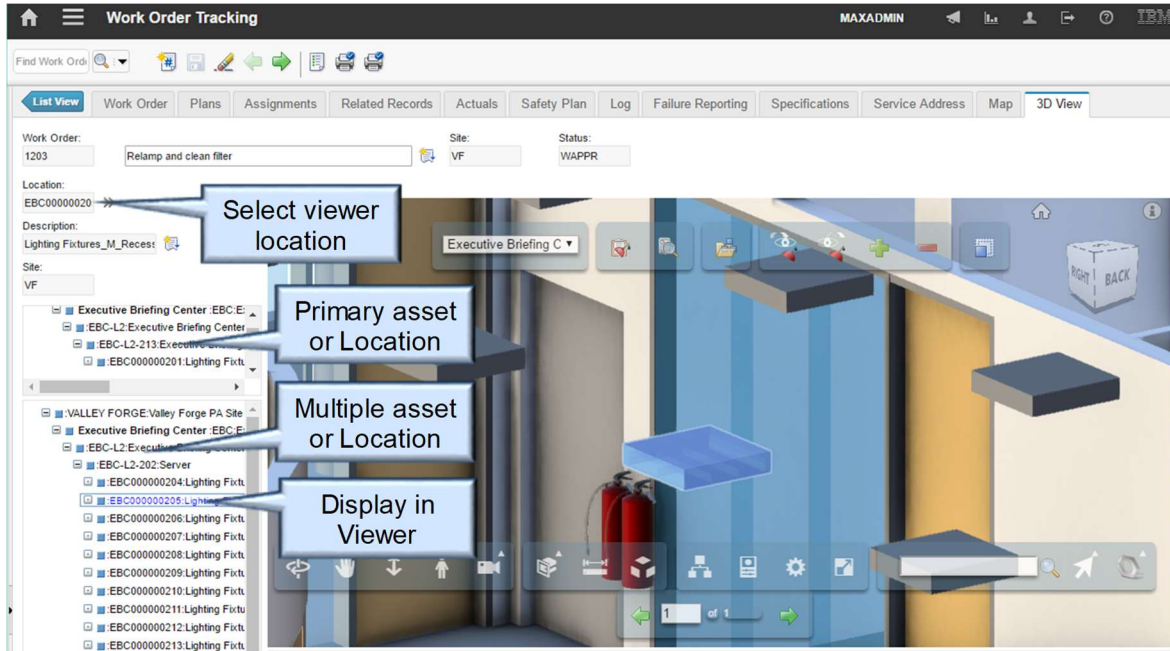 Work Order Tracking
MAXADMIN
IBM
Find Work Orde
List View
Work Order
Plans
Assignments
Related Records
Actuals
Safety Plan
Log
Failure Reporting
Specifications
Service Address
Map
3D View
Work Order:
Site:
Status:
1203
Relamp and clean filter
VF
WAPPR
Location:
EBC00000020
Select viewer
location
Description:
Lighting Fixtures_M_Recess
Site:
VF
Executive Briefing C
RIGHT
BACK
Executive Briefing Center :EBC:E
:EBC-L2:Executive Briefing Center
:EBC-L2-213:Executive
:EBC000000201:Lighting Fixtu
Primary asset
or Location
:VALLEY FORGE:Valley Forge PA Site
Executive Briefing Center :EBC:E
:EBC-L2:Executive Briefing Center
:EBC-L2-202:Server
Multiple asset
or Location
:EBC000000204:Lighting Fixtu
:EBC000000205:Lighting
:EBC000000206:Lighting Fixtu
:EBC000000207:Lighting Fixtu
:EBC000000208:Lighting Fixtu
:EBC000000209:Lighting Fixtu
:EBC000000210:Lighting Fixtu
:EBC000000211:Lighting Fixtu
:EBC000000212:Lighting Fixtu
:EBC000000213:Lighting Fixtu
Display in
Viewer
1 of 1